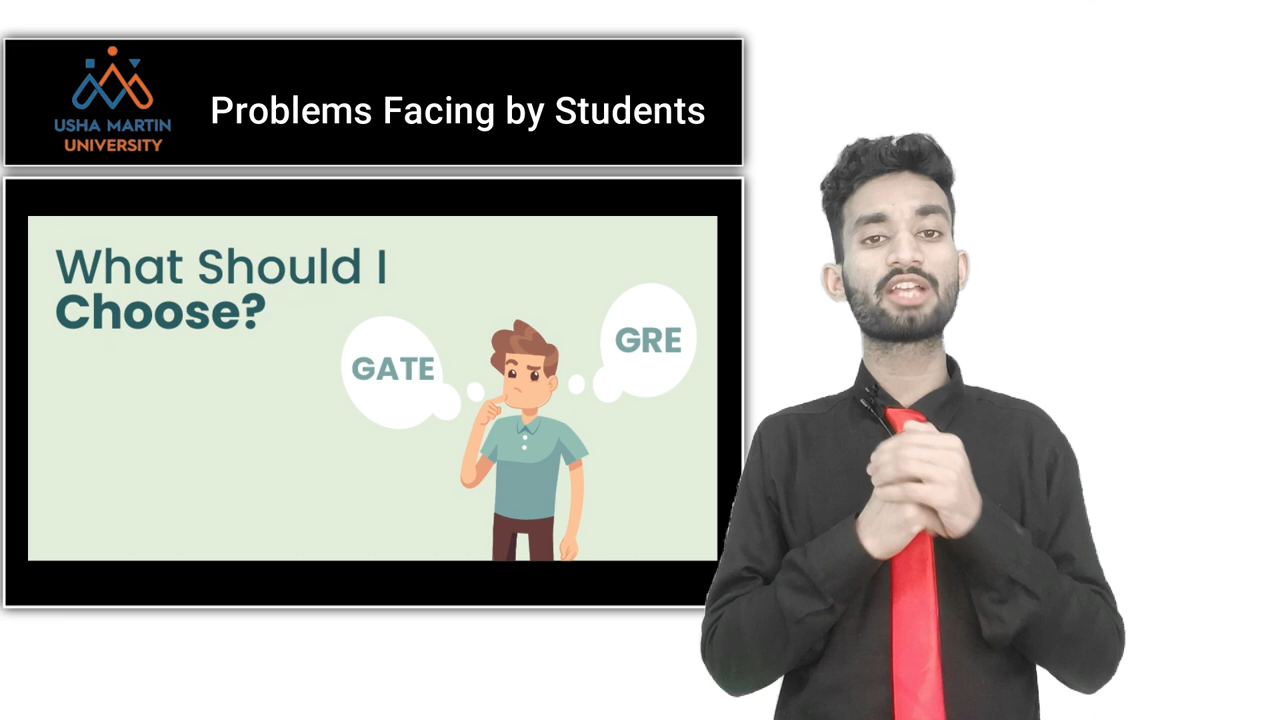 USHA MARTIN
UNIVERSITY
Problems Facing by Students
What Should I
Choose?
GATE
GRE